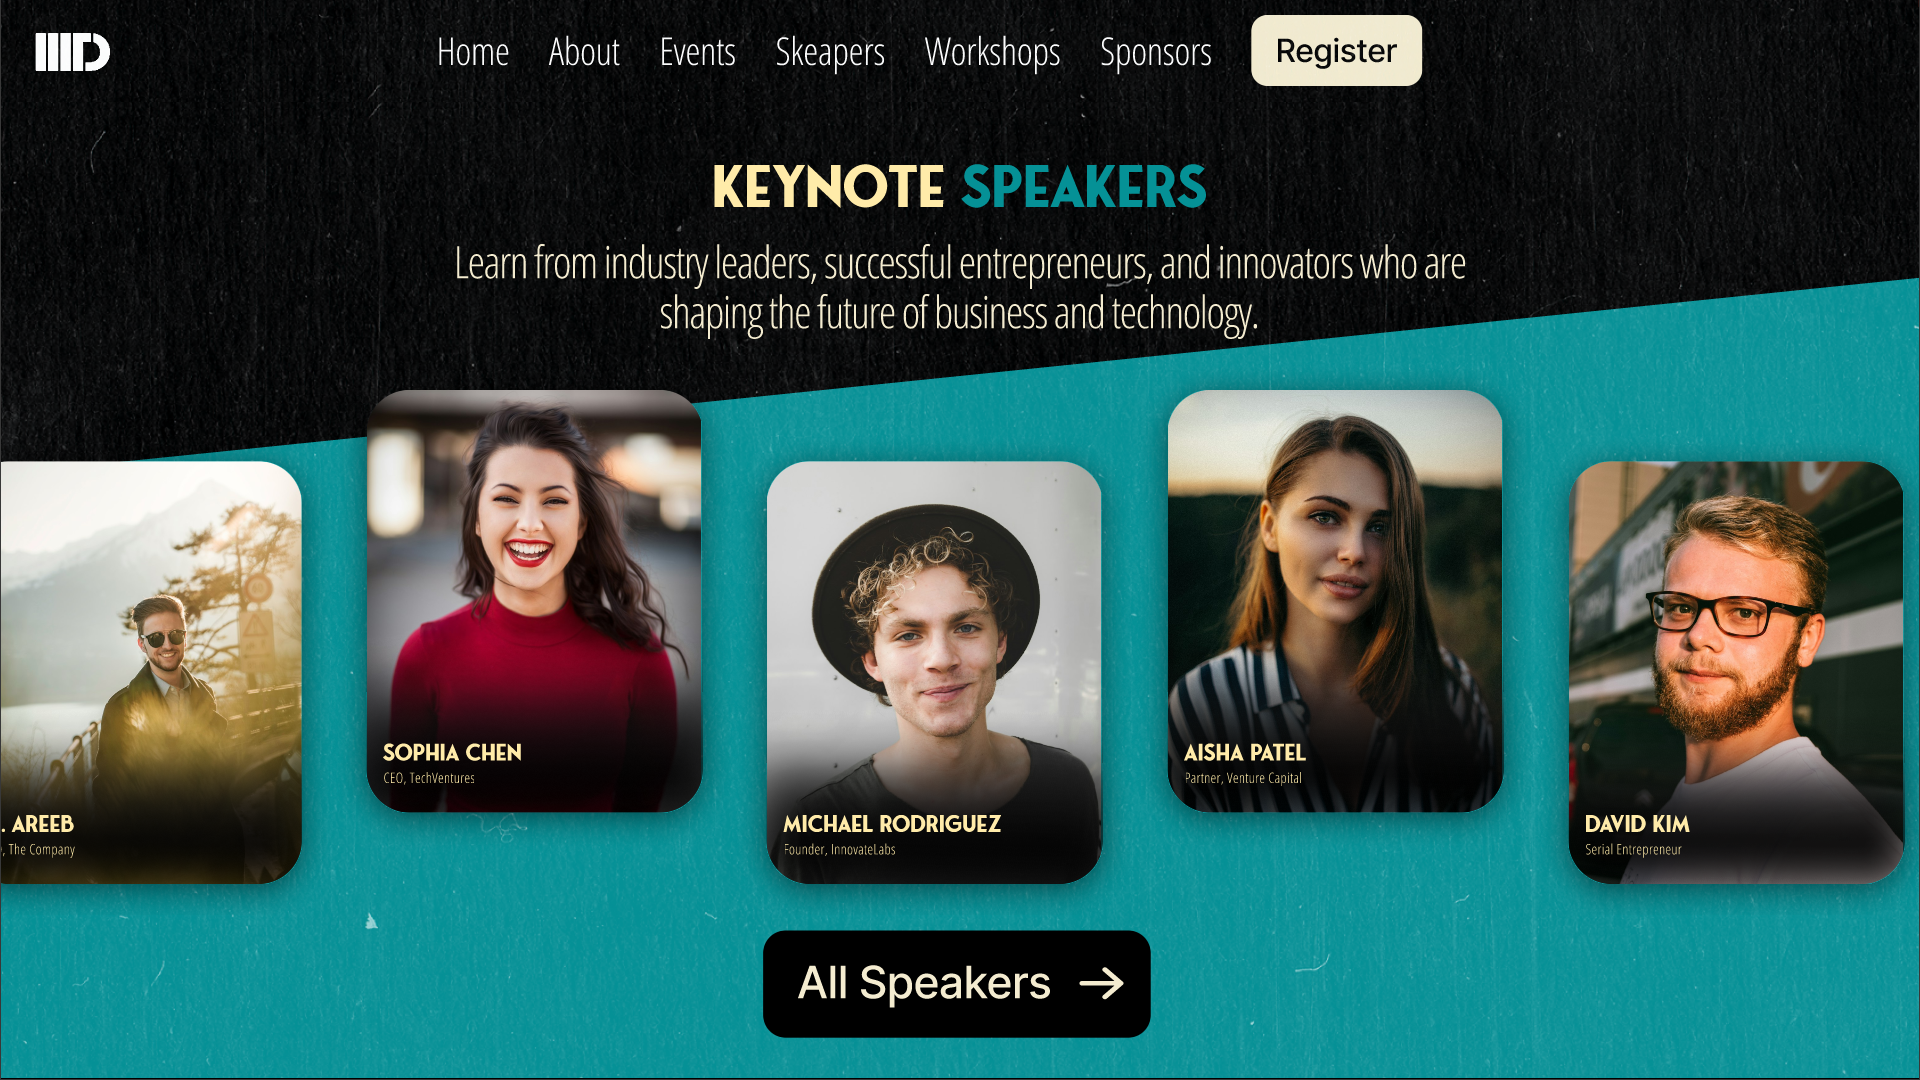 Home About Events Skeapers Workshops Sponsors Register
KEYNOTE SPEAKERS
Learn from industry leaders, successful entrepreneurs, and innovators who are
shaping the future of business and technology.
. AREEB
, The Company
SOPHIA CHEN
CEO, TechVentures
MICHAEL RODRIGUEZ
Founder, InnovateLabs
AISHA PATEL
Partner, Venture Capital
DAVID KIM
Serial Entrepreneur
All Speakers →